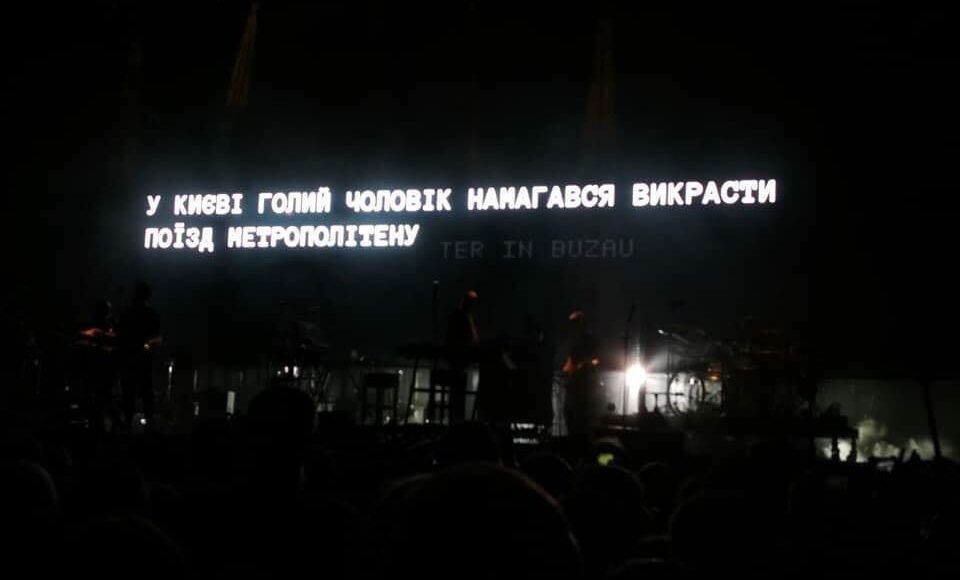 У КИЄВІ ГОЛИЙ ЧОЛОВІК НАМАГАВСЯ ВИКРАСТИ
ПОЇЗД МЕТРОПОЛІТЕНУ
TER IN BUZAU